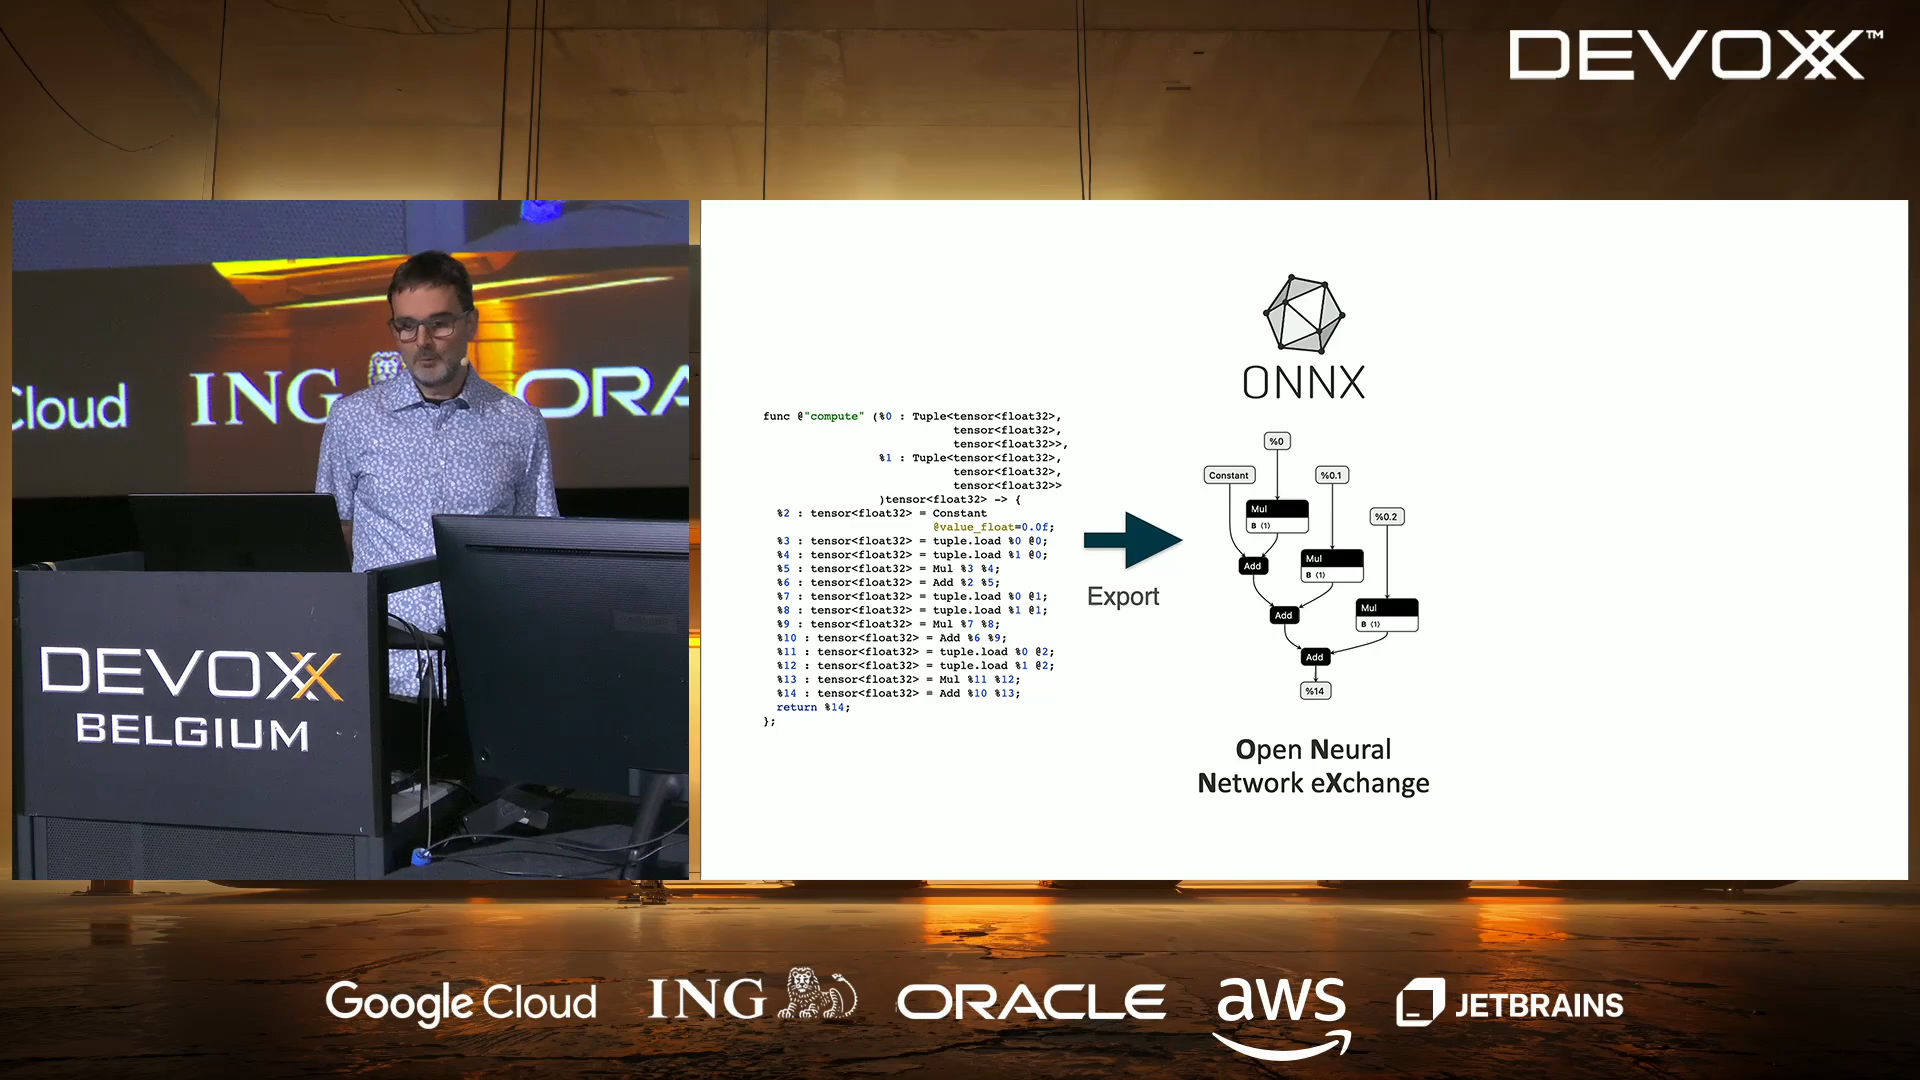 DEVOXX™
Cloud
ING
ORA
DEVOXX
BELGIUM
func @"compute" (%0 : Tuple<tensor<float32>,
tensor<float32>,
tensor<float32>>,
%1 : Tuple<tensor<float32>,
tensor<float32>,
tensor<float32>>
)tensor<float32> -> {
%2 : tensor<float32> = Constant
@value_float=0.0f;
%3 : tensor<float32> = tuple.load %0 @0;
%4 : tensor<float32> = tuple.load %1 @0;
%5 : tensor<float32> = Mul %3 %4;
%6 : tensor<float32> = Add %2 %5;
%7 : tensor<float32> = tuple.load %0 @1;
%8 : tensor<float32> = tuple.load %1 @1;
%9 : tensor<float32> = Mul %7 %8;
%10 : tensor<float32> = Add %6 %9;
%11 : tensor<float32> = tuple.load %0 @2;
%12 : tensor<float32> = tuple.load %1 @2;
%13 : tensor<float32> = Mul %11 %12;
%14 : tensor<float32> = Add %10 %13;
return %14;
};
Export
ONNX
%0
Constant
%0.1
Mul
B ⟨1⟩
%0.2
Add
Mul
B ⟨1⟩
Add
Mul
B ⟨1⟩
Add
%14
Open Neural
Network eXchange
Google Cloud
ING
ORACLE
aws
JETBRAINS